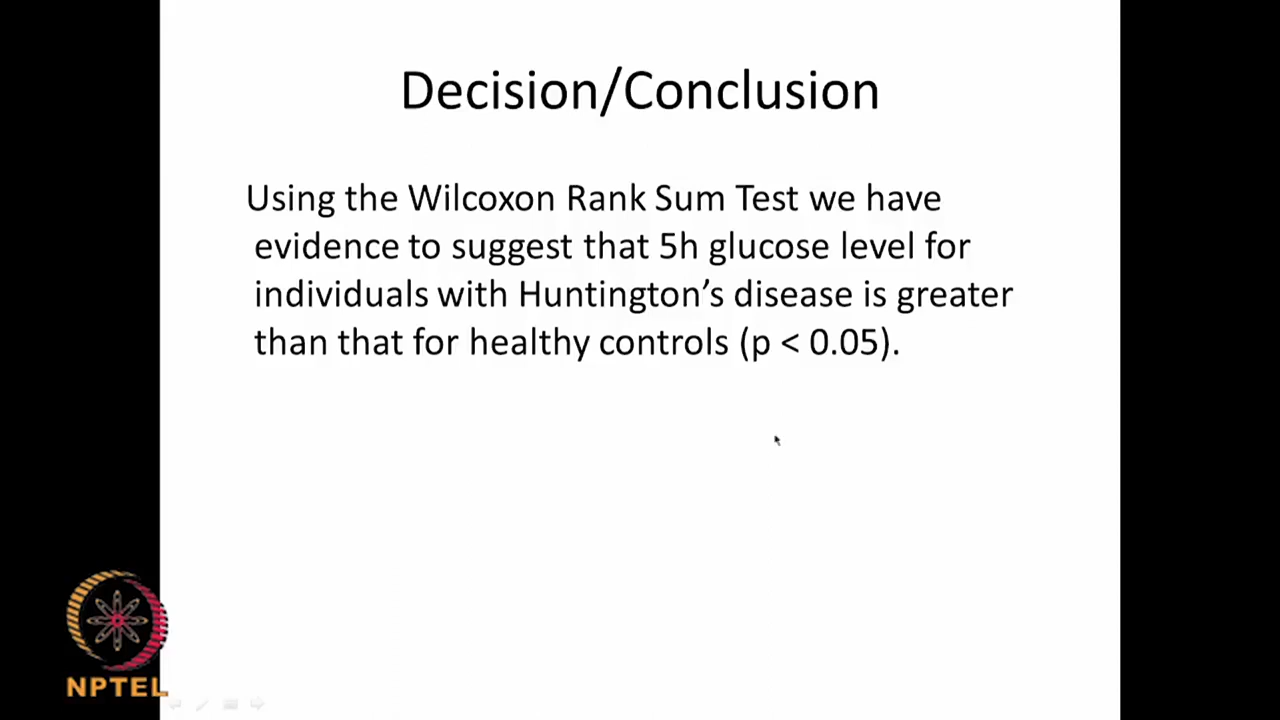 Decision/Conclusion
Using the Wilcoxon Rank Sum Test we have
evidence to suggest that 5h glucose level for
individuals with Huntington’s disease is greater
than that for healthy controls (p < 0.05).
NPTEL